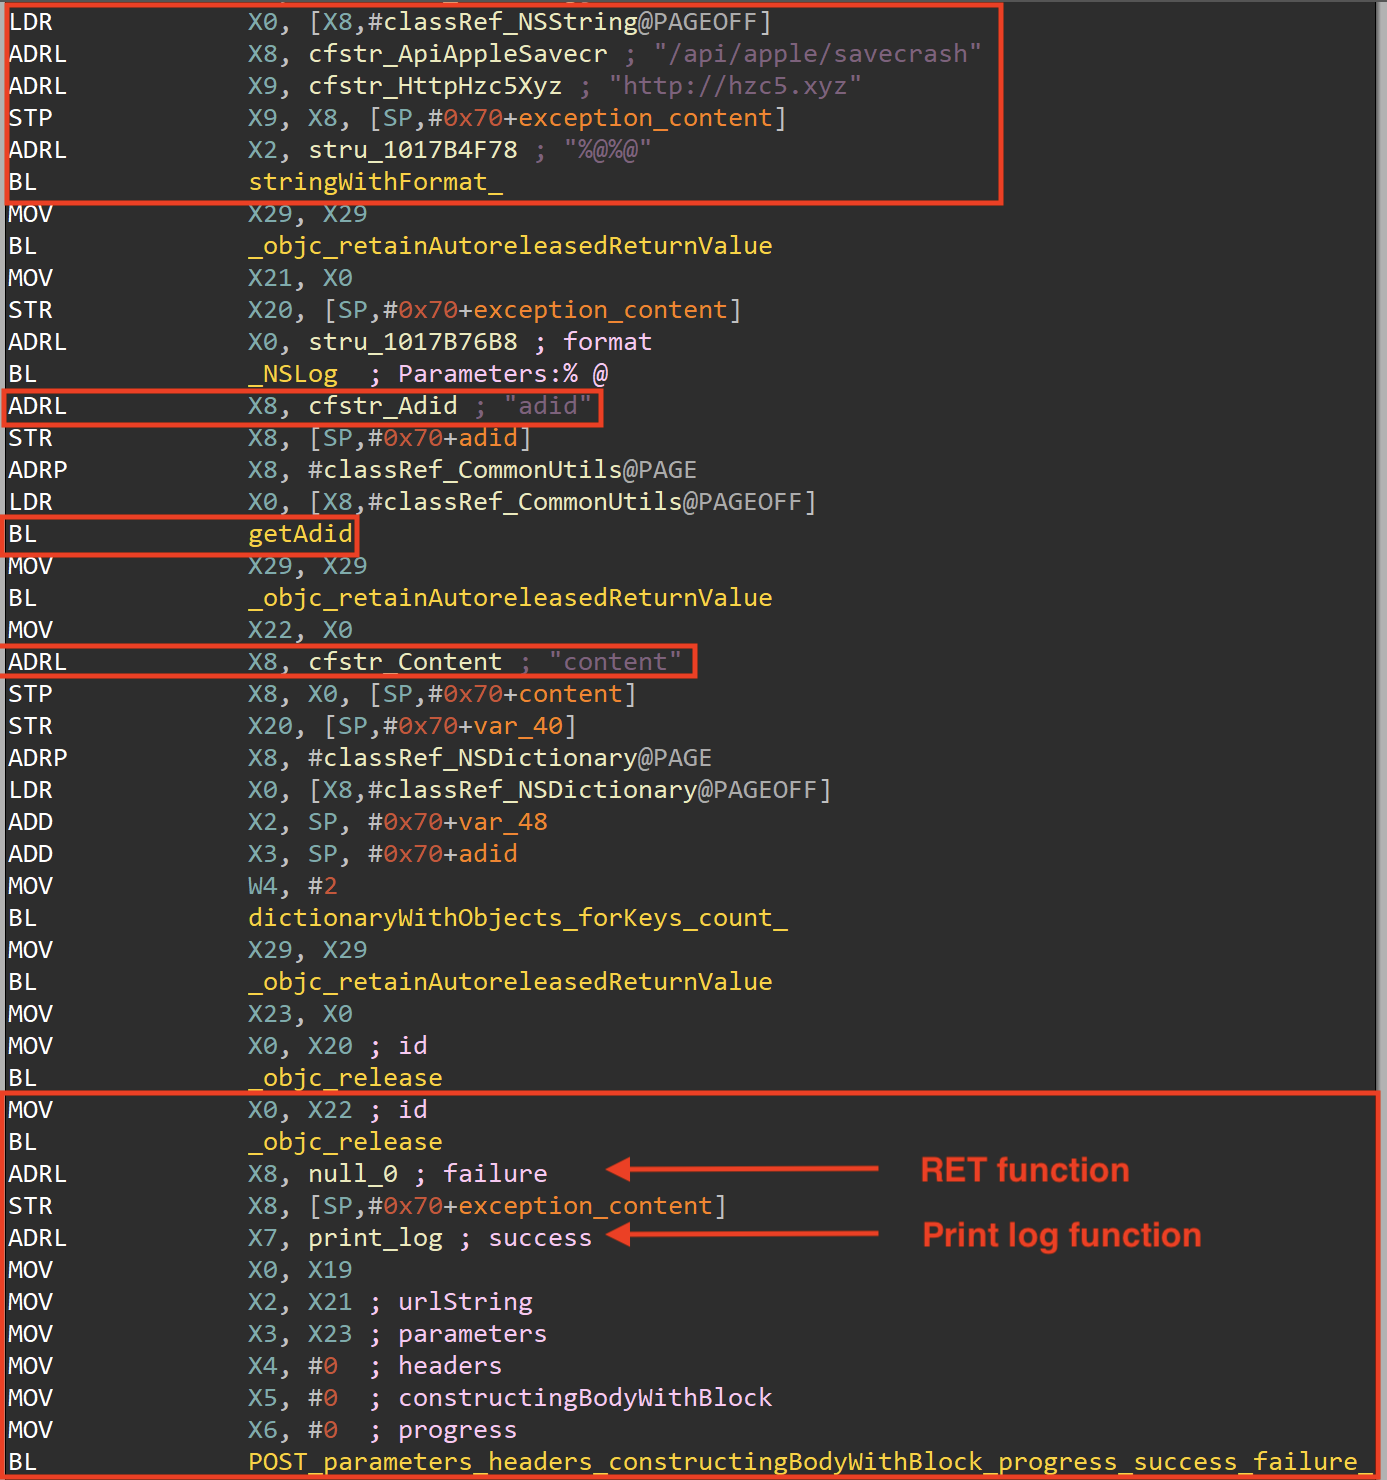 LDR X0, [X8,#classRef_NSString@PAGEOFF]
ADRL X8, cfstr_ApiAppleSavecr ; "/api/apple/savecrash"
ADRL X9, cfstr_HttpHzc5Xyz ; "http://hzc5.xyz"
STP X9, X8, [SP,#0x70+exception_content]
ADRL X2, stru_1017B4F78 ; "%@%@"
BL stringWithFormat_
MOV X29, X29
BL _objc_retainAutoreleasedReturnValue
MOV X21, X0
STR X20, [SP,#0x70+exception_content]
ADRL X0, stru_1017B76B8 ; format
BL _NSLog ; Parameters:% @
ADRL X8, cfstr_Adid ; "adid"
STR X8, [SP,#0x70+adid]
ADRP X8, #classRef_CommonUtils@PAGE
LDR X0, [X8,#classRef_CommonUtils@PAGEOFF]
BL getAdid
MOV X29, X29
BL _objc_retainAutoreleasedReturnValue
MOV X22, X0
ADRL X8, cfstr_Content ; "content"
STP X8, X0, [SP,#0x70+content]
STR X20, [SP,#0x70+var_40]
ADRP X8, #classRef_NSDictionary@PAGE
LDR X0, [X8,#classRef_NSDictionary@PAGEOFF]
ADD X2, SP, #0x70+var_48
ADD X3, SP, #0x70+adid
MOV W4, #2
BL dictionaryWithObjects_forKeys_count_
MOV X29, X29
BL _objc_retainAutoreleasedReturnValue
MOV X23, X0
MOV X0, X20 ; id
BL _objc_release
MOV X0, X22 ; id
BL _objc_release
ADRL X8, null_0 ; failure RET function
STR X8, [SP,#0x70+exception_content]
ADRL X7, print_log ; success Print log function
MOV X0, X19
MOV X2, X21 ; urlString
MOV X3, X23 ; parameters
MOV X4, #0 ; headers
MOV X5, #0 ; constructingBodyWithBlock
MOV X6, #0 ; progress
BL POST_parameters_headers_constructingBodyWithBlock_progress_success_failure_